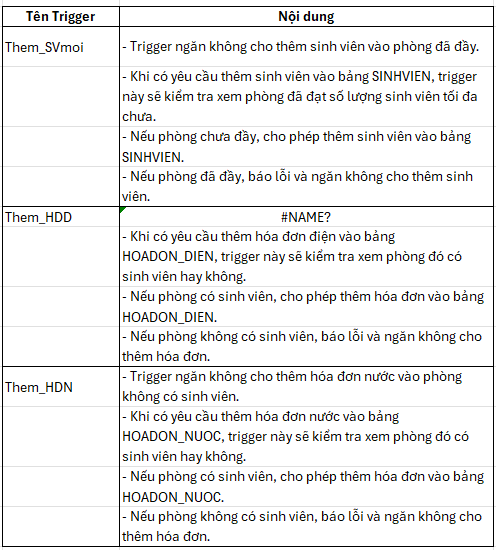 Tên Trigger Nội dung
Them_SVmoi - Trigger ngăn không cho thêm sinh viên vào phòng đã đầy.
- Khi có yêu cầu thêm sinh viên vào bảng SINHVIEN, trigger
này sẽ kiểm tra xem phòng đã đạt số lượng sinh viên tối đa
chưa.
- Nếu phòng chưa đầy, cho phép thêm sinh viên vào bảng
SINHVIEN.
- Nếu phòng đã đầy, báo lỗi và ngăn không cho thêm sinh
viên.
Them_HDD #NAME?
- Khi có yêu cầu thêm hóa đơn điện vào bảng
HOADON_DIEN, trigger này sẽ kiểm tra xem phòng đó có
sinh viên hay không.
- Nếu phòng có sinh viên, cho phép thêm hóa đơn vào bảng
HOADON_DIEN.
- Nếu phòng không có sinh viên, báo lỗi và ngăn không cho
thêm hóa đơn.
Them_HDN - Trigger ngăn không cho thêm hóa đơn nước vào phòng
không có sinh viên.
- Khi có yêu cầu thêm hóa đơn nước vào bảng
HOADON_NUOC, trigger này sẽ kiểm tra xem phòng đó có
sinh viên hay không.
- Nếu phòng có sinh viên, cho phép thêm hóa đơn vào bảng
HOADON_NUOC.
- Nếu phòng không có sinh viên, báo lỗi và ngăn không cho
thêm hóa đơn.